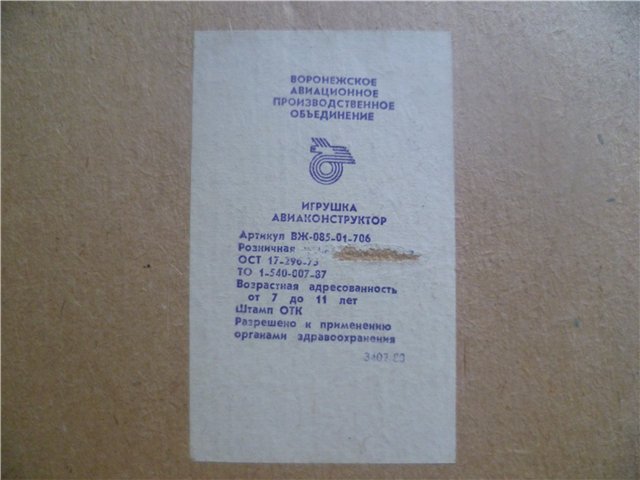 ВОРОНЕЖСКОЕ
АВИАЦИОННОЕ
ПРОИЗВОДСТВЕННОЕ
ОБЪЕДИНЕНИЕ
ИГРУШКА
АВИАКОНСТРУКТОР
Артикул ВЖ-085-01-706
Розничная
ОСТ 17-296-73
ТО 1-540-007-87
Возрастная адресованность
от 7 до 11 лет
Штамп ОТК
Разрешено к применению
органами здравоохранения